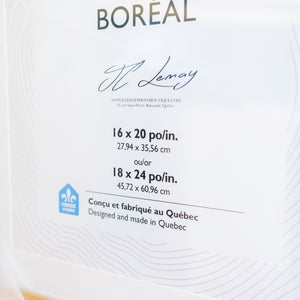 BORÉAL
JC Lemay
16 x 20 po/in.
27,94 x 35,56 cm
ou/or
18 x 24 po/in.
45,72 x 60,96 cm
Conçu et fabriqué au Québec
Designed and made in Quebec